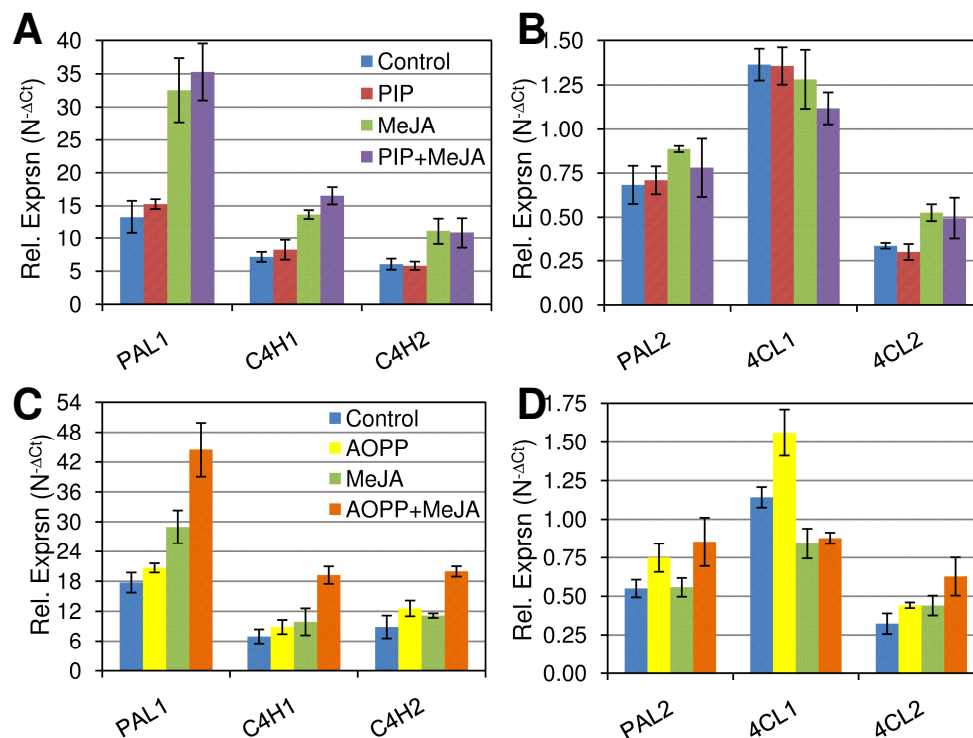 A
Rel. Exprsn (N-ΔCt)
40
35
30
25
20
15
10
5
0
Control
PIP
MeJA
PIP+MeJA
PAL1
C4H1
C4H2
B
Rel. Exprsn (N-ΔCt)
1.50
1.25
1.00
0.75
0.50
0.25
0.00
PAL2
4CL1
4CL2
C
Rel. Exprsn (N-ΔCt)
54
48
42
36
30
24
18
12
6
0
Control
AOPP
MeJA
AOPP+MeJA
PAL1
C4H1
C4H2
D
Rel. Exprsn (N-ΔCt)
1.75
1.50
1.25
1.00
0.75
0.50
0.25
0.00
PAL2
4CL1
4CL2